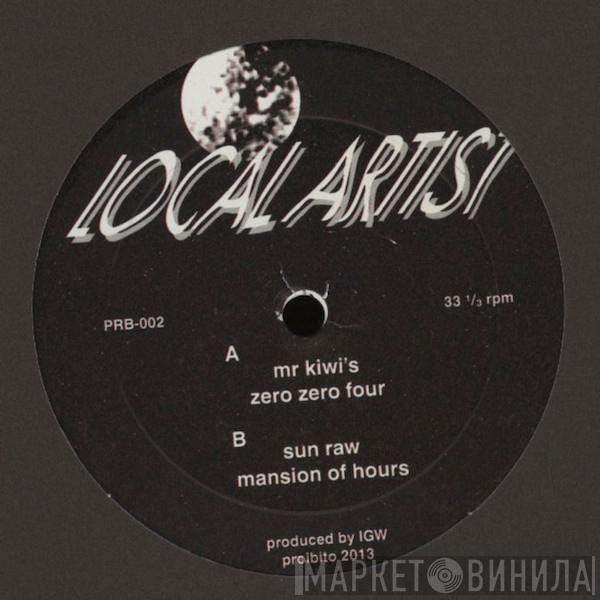 LOCAL ARTIST
PRB-002
33 1/3 rpm
A
mr kiwi's
zero zero four
B
sun raw
mansion of hours
produced by IGW
proibito 2013
МАРКЕТ ВИНИЛА